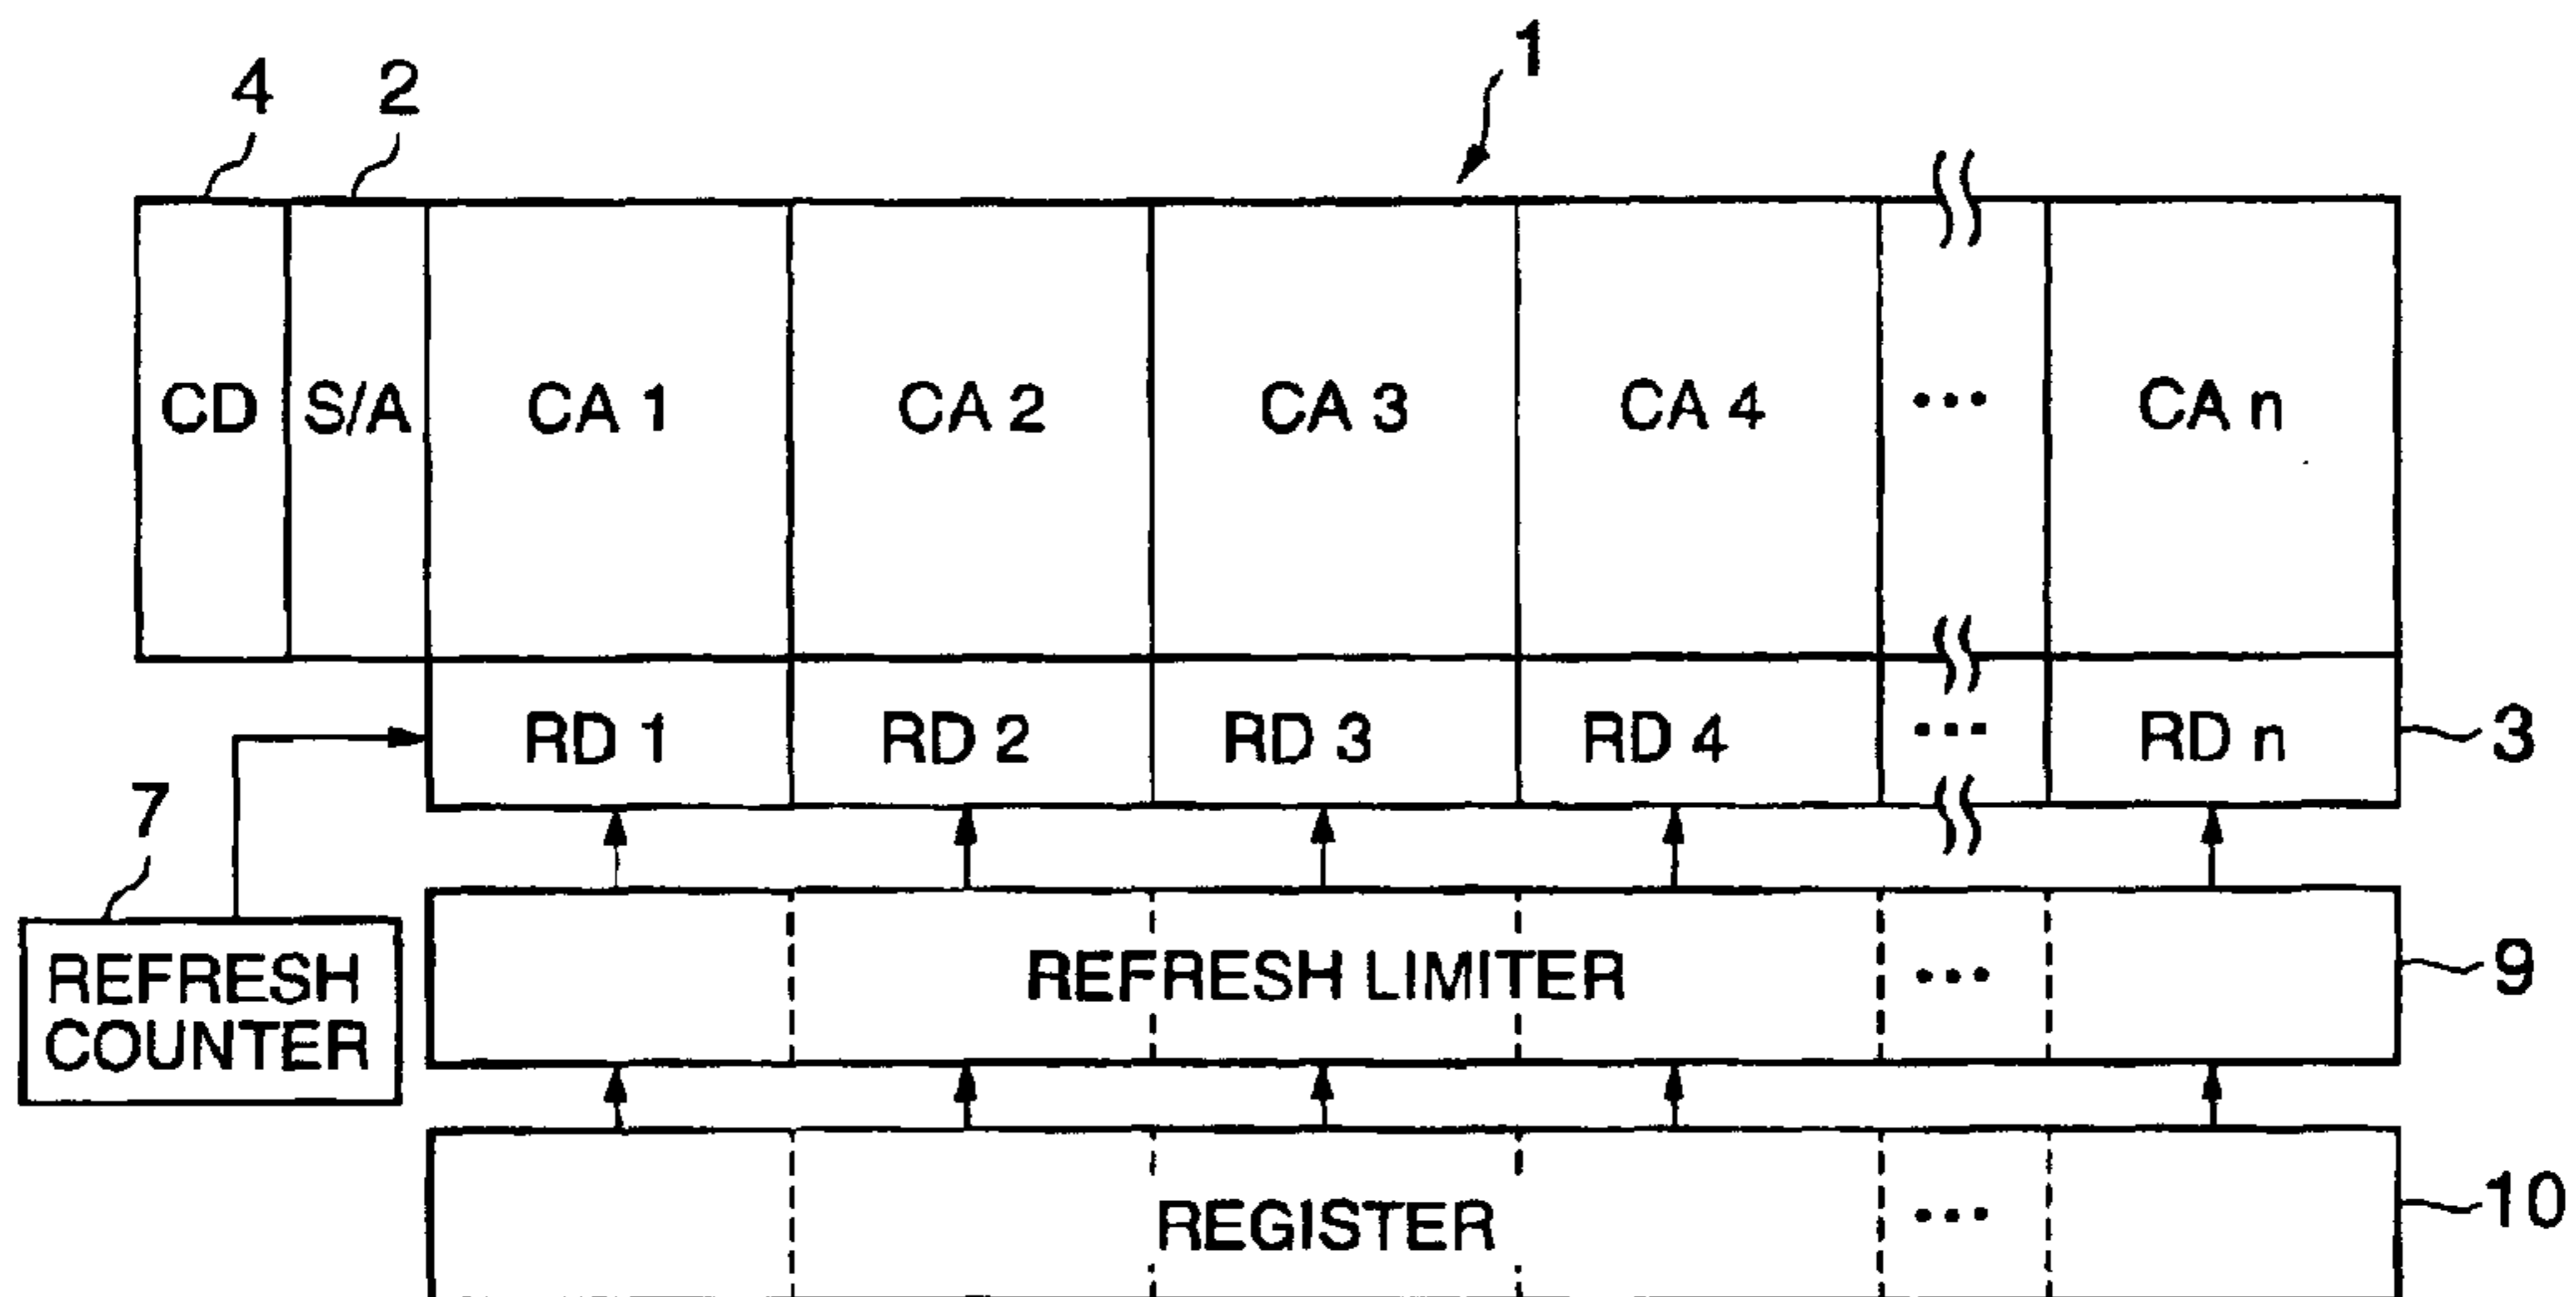 1
4 2
CD S/A CA 1 CA 2 CA 3 CA 4 ... CA n
RD 1 RD 2 RD 3 RD 4 ... RD n 3
7
REFRESH
COUNTER
REFRESH LIMITER ... 9
REGISTER ... 10